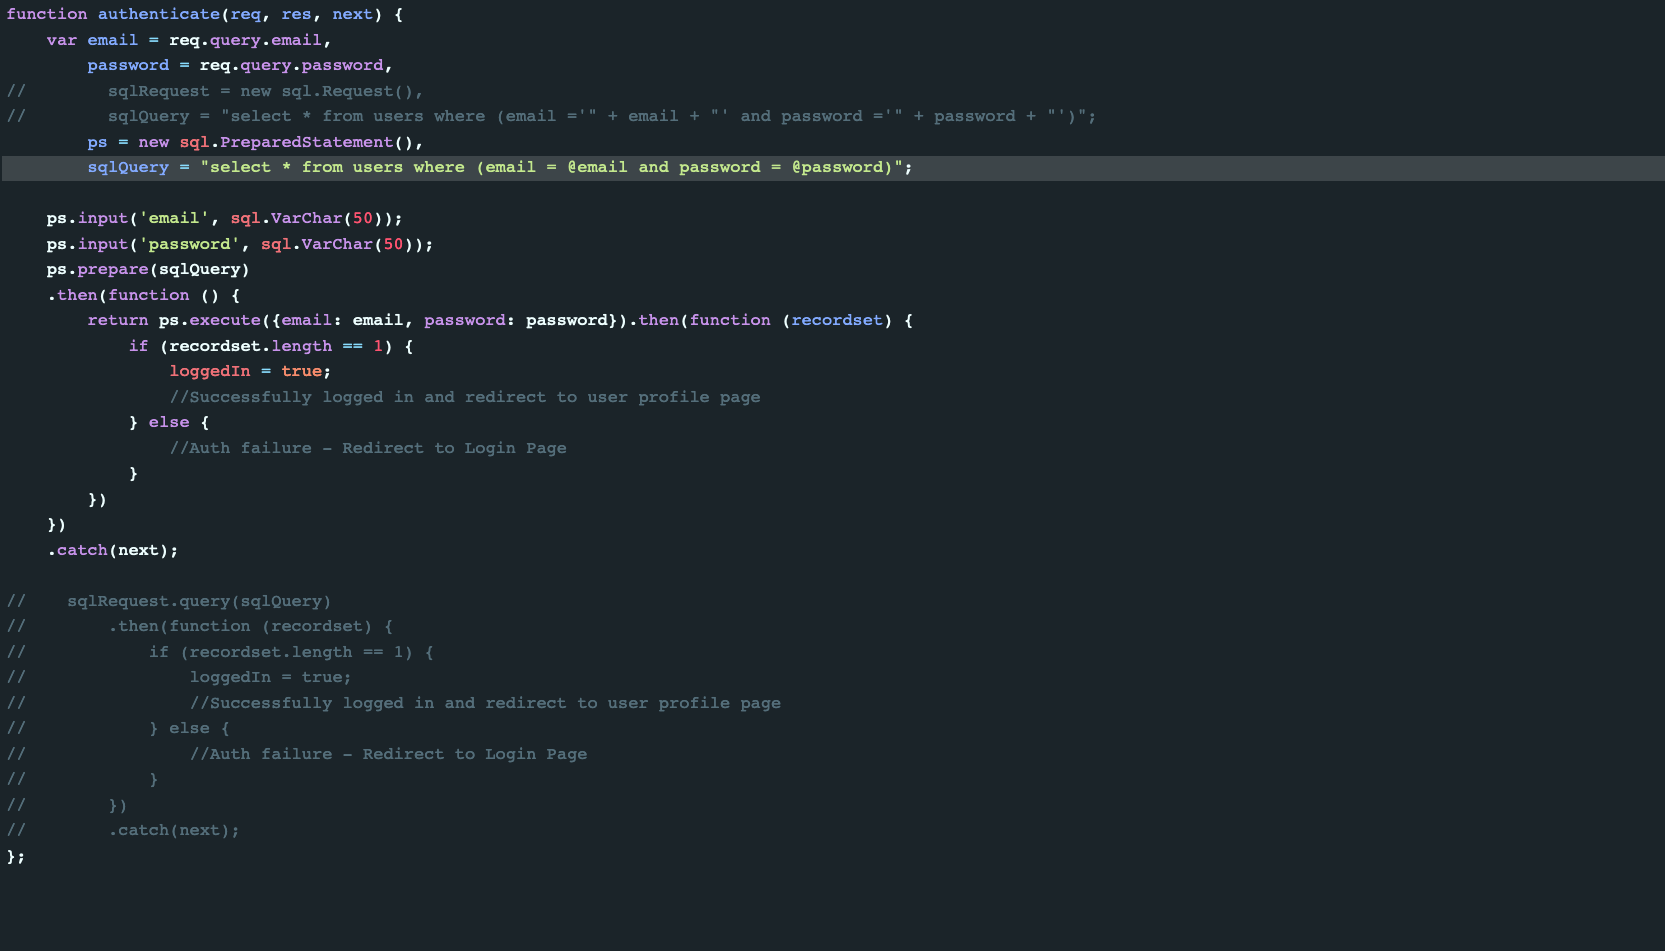 function authenticate(req, res, next) {
    var email = req.query.email,
        password = req.query.password,
//        sqlRequest = new sql.Request(),
//        sqlQuery = "select * from users where (email ='" + email + "' and password ='" + password + "')";
        ps = new sql.PreparedStatement(),
        sqlQuery = "select * from users where (email = @email and password = @password)";

    ps.input('email', sql.VarChar(50));
    ps.input('password', sql.VarChar(50));
    ps.prepare(sqlQuery)
    .then(function () {
        return ps.execute({email: email, password: password}).then(function (recordset) {
            if (recordset.length == 1) {
                loggedIn = true;
                //Successfully logged in and redirect to user profile page
            } else {
                //Auth failure - Redirect to Login Page
            }
        })
    })
    .catch(next);

//    sqlRequest.query(sqlQuery)
//        .then(function (recordset) {
//            if (recordset.length == 1) {
//                loggedIn = true;
//                //Successfully logged in and redirect to user profile page
//            } else {
//                //Auth failure - Redirect to Login Page
//            }
//        })
//        .catch(next);
};